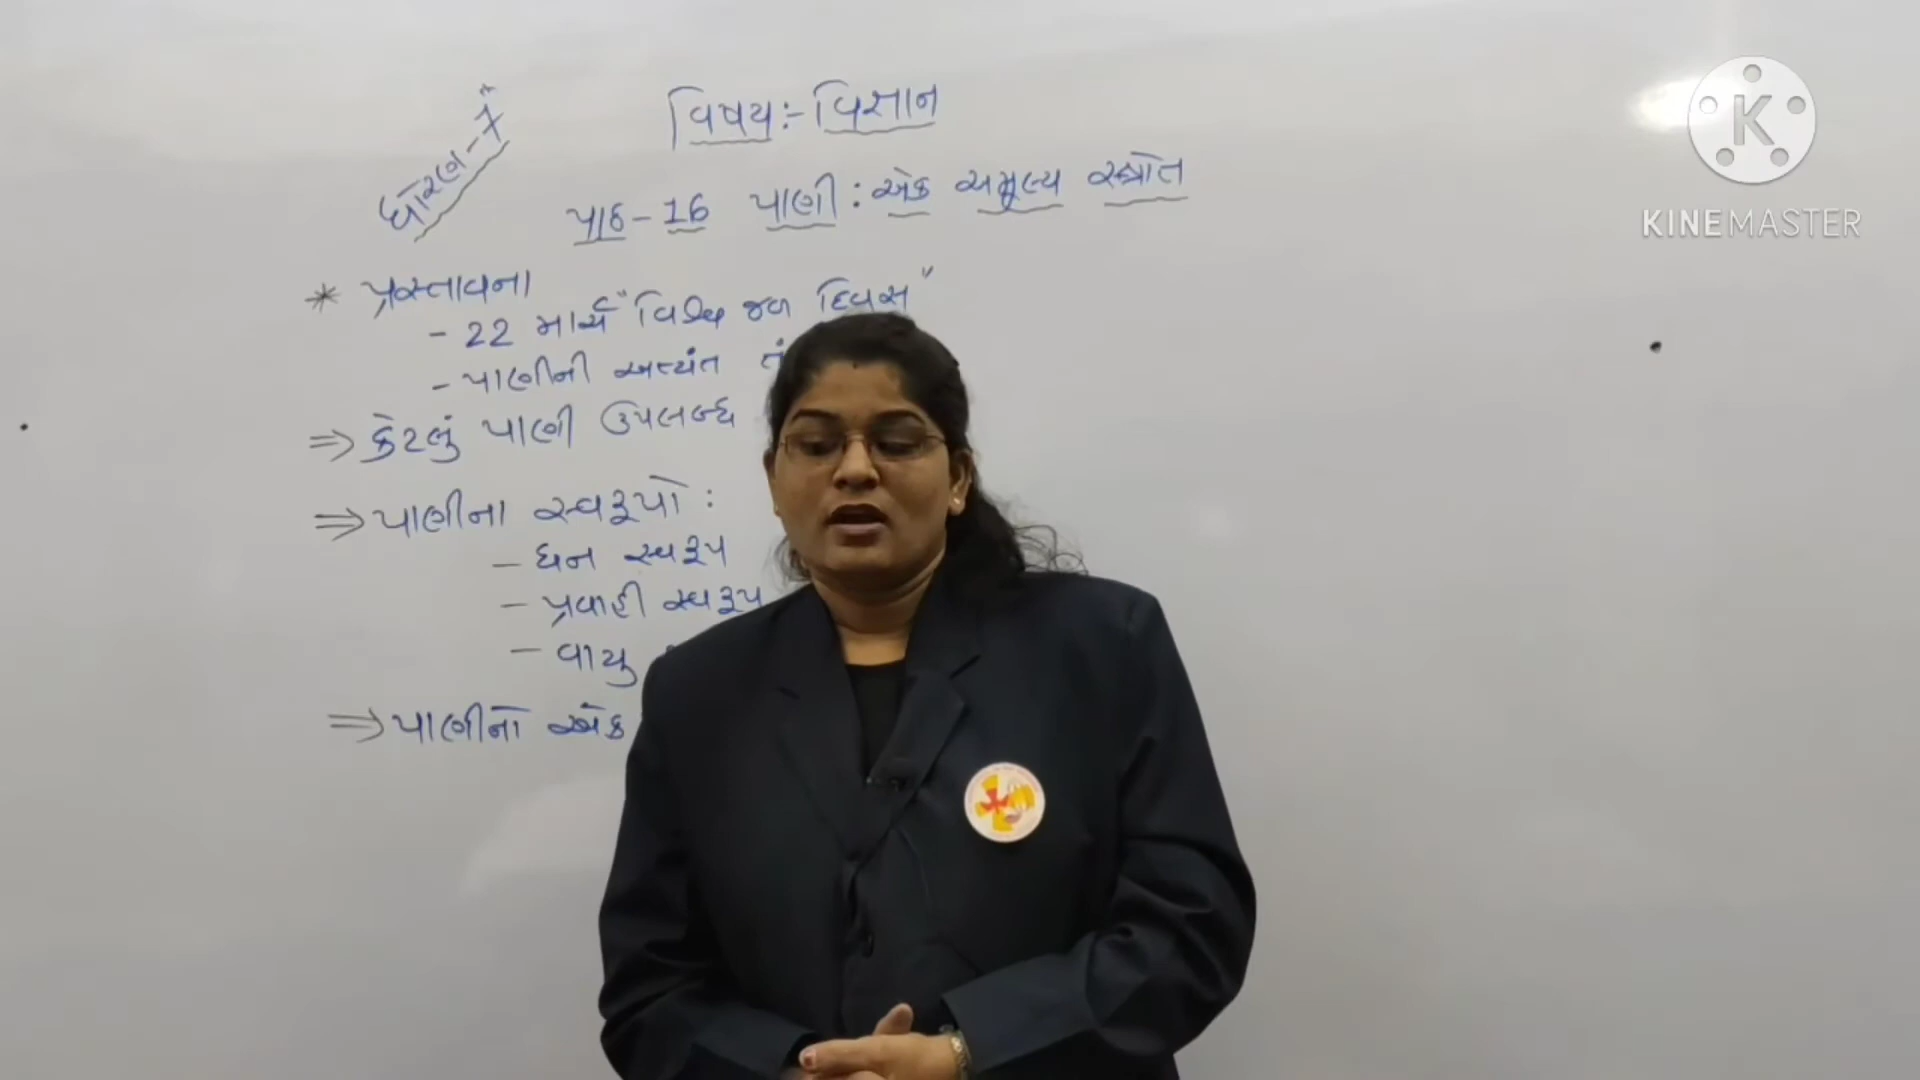 ધોરણ-7"
વિષય:- વિજ્ઞાન
પાઠ-16 પાણી : એક અમૂલ્ય સ્ત્રોત
* પ્રસ્તાવના
- 22 માર્ચ "વિશ્વ જળ દિવસ"
- પાણીની અત્યંત તં
⇒ કેટલું પાણી ઉપલબ્ધ
⇒ પાણીના સ્વરૂપો :
- ઘન સ્વરૂપ
- પ્રવાહી સ્વરૂપ
- વાયુ
⇒ પાણીનો એક
K
KINEMASTER